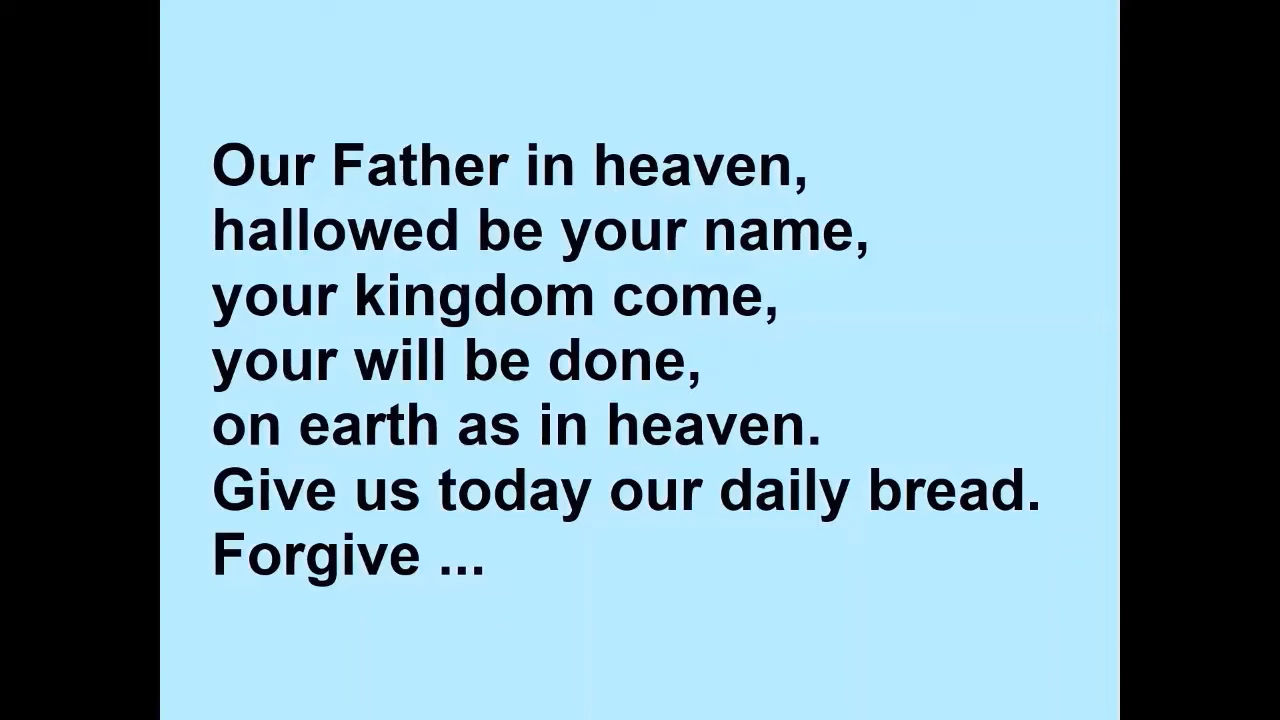 Our Father in heaven,
hallowed be your name,
your kingdom come,
your will be done,
on earth as in heaven.
Give us today our daily bread.
Forgive ...